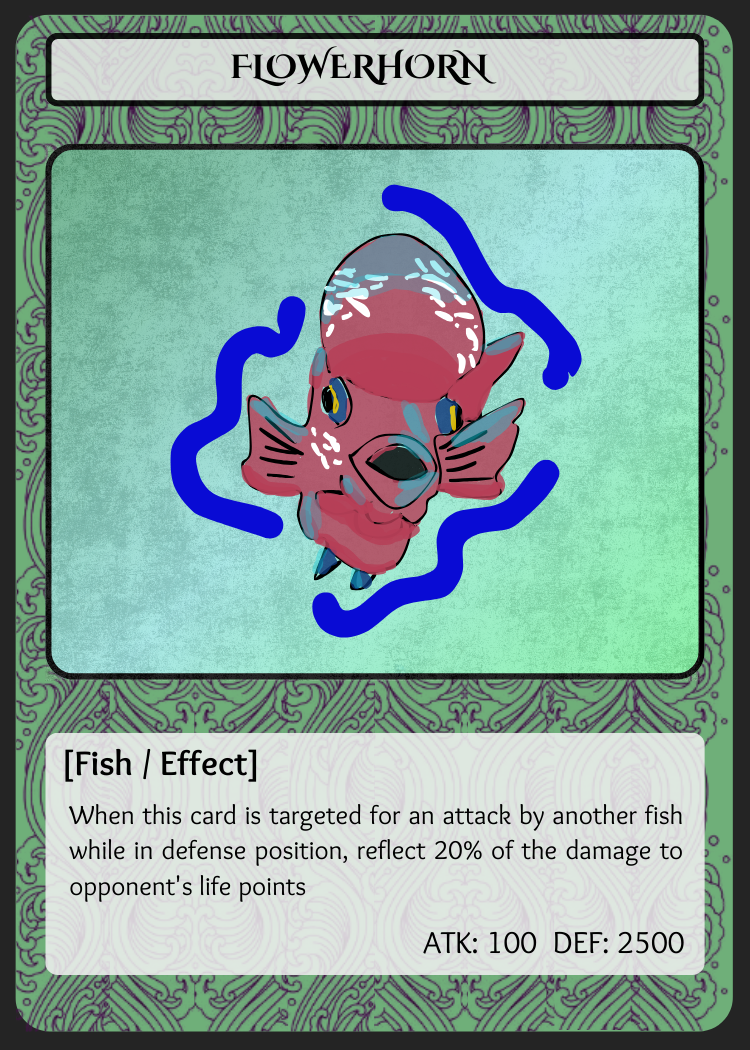 FLOWERHORN
[Fish / Effect]
When this card is targeted for an attack by another fish
while in defense position, reflect 20% of the damage to
opponent's life points
ATK: 100  DEF: 2500